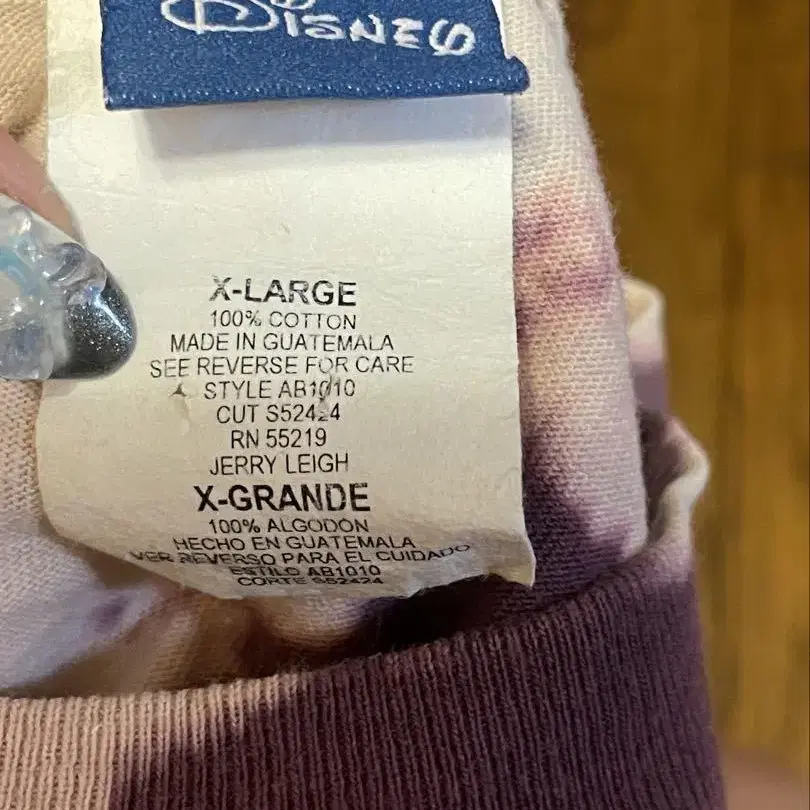 Disney
X-LARGE
100% COTTON
MADE IN GUATEMALA
SEE REVERSE FOR CARE
STYLE AB1010
CUT S52424
RN 55219
JERRY LEIGH
X-GRANDE
100% ALGODON
HECHO EN GUATEMALA
VER REVERSO PARA EL CUIDADO
ESTILO AB1010
CORTE S52424